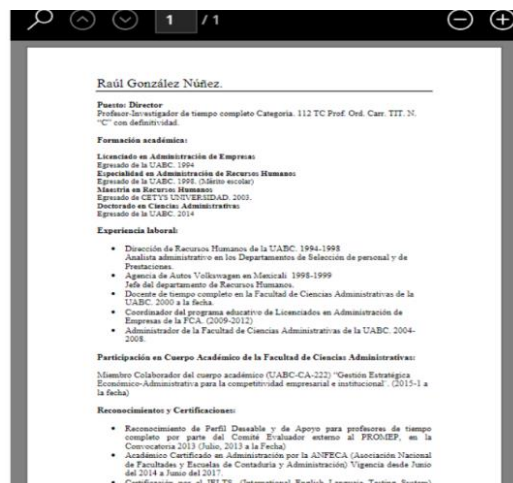 1 / 1
Raúl González Núñez.
Puesto: Director
Profesor-Investigador de tiempo completo Categoria. 112 TC Prof. Ord. Carr. TIT. N.
"C" con definitividad.
Formación académica:
Licenciado en Administración de Empresas
Egresado de la UABC. 1994
Especialidad en Administración de Recursos Humanos
Egresado de la UABC. 1998. (Mérito escolar)
Maestría en Recursos Humanos
Egresado de CETYS UNIVERSIDAD. 2003.
Doctorado en Ciencias Administrativas
Egresado de la UABC. 2014
Experiencia laboral:
• Dirección de Recursos Humanos de la UABC. 1994-1998
Analista administrativo en los Departamentos de Selección de personal y de
Prestaciones.
• Agencia de Autos Volkswagen en Mexicali 1998-1999
Jefe del departamento de Recursos Humanos.
• Docente de tiempo completo en la Facultad de Ciencias Administrativas de la
UABC. 2000 a la fecha.
• Coordinador del programa educativo de Licenciados en Administración de
Empresas de la FCA. (2009-2012)
• Administrador de la Facultad de Ciencias Administrativas de la UABC. 2004-
2008.
Participación en Cuerpo Académico de la Facultad de Ciencias Administrativas:
Miembro Colaborador del cuerpo académico (UABC-CA-222) "Gestión Estratégica
Económico-Administrativa para la competitividad empresarial e institucional". (2015-1 a
la fecha)
Reconocimientos y Certificaciones:
• Reconocimiento de Perfil Deseable y de Apoyo para profesores de tiempo
completo por parte del Comité Evaluador externo al PROMEP, en la
Convocatoria 2013 (Julio, 2013 a la Fecha)
• Académico Certificado en Administración por la ANFECA (Asociación Nacional
de Facultades y Escuelas de Contaduría y Administración) Vigencia desde Junio
del 2014 a Junio del 2017.
• Certificación por el IELTS. (International English Language Testing System)